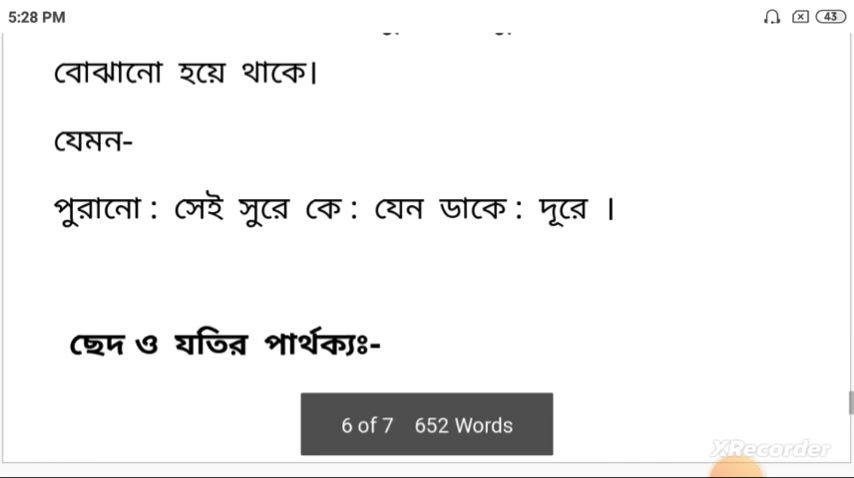 5:28 PM
43
বোঝানো হয়ে থাকে।
যেমন-
পুরানো : সেই সুরে কে : যেন ডাকে : দূরে ।
ছেদ ও যতির পার্থক্যঃ-
6 of 7 652 Words
XRecorder